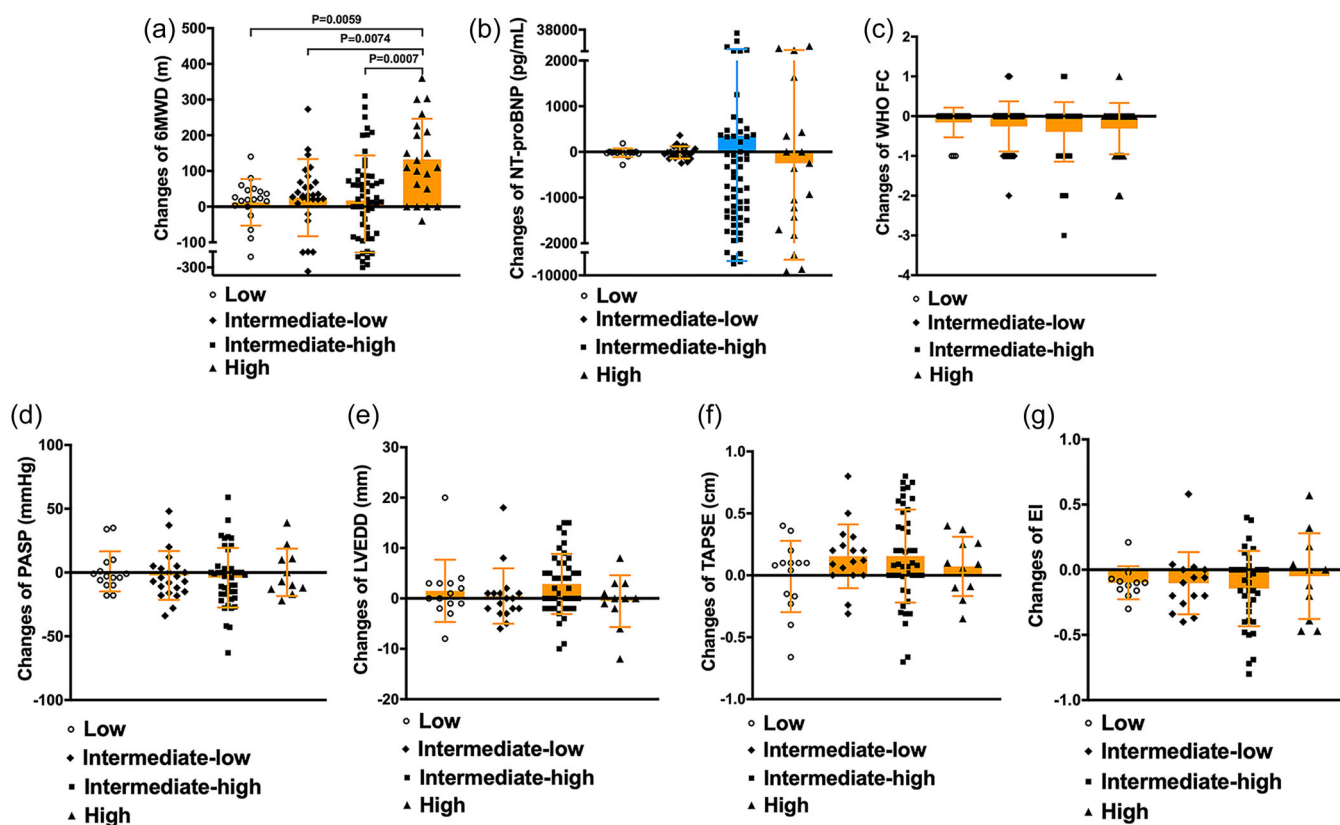 (a)
P=0.0059
P=0.0074
P=0.0007
Changes of 6MWD (m)
500
400
300
200
100
0
-100
-300
○ Low
◆ Intermediate-low
■ Intermediate-high
▲ High
(b)
Changes of NT-proBNP (pg/mL)
38000
2000
1000
0
-1000
-2000
-10000
○ Low
◆ Intermediate-low
■ Intermediate-high
▲ High
(c)
Changes of WHO FC
2
1
0
-1
-2
-3
-4
○ Low
◆ Intermediate-low
■ Intermediate-high
▲ High
(d)
Changes of PASP (mmHg)
100
50
0
-50
-100
○ Low
◆ Intermediate-low
■ Intermediate-high
▲ High
(e)
Changes of LVEDD (mm)
30
20
10
0
-10
-20
○ Low
◆ Intermediate-low
■ Intermediate-high
▲ High
(f)
Changes of TAPSE (cm)
1.0
0.5
0.0
0.5
1.0
○ Low
◆ Intermediate-low
■ Intermediate-high
▲ High
(g)
Changes of EI
1.0
0.5
-0.0
-0.5
-1.0
○ Low
◆ Intermediate-low
■ Intermediate-high
▲ High